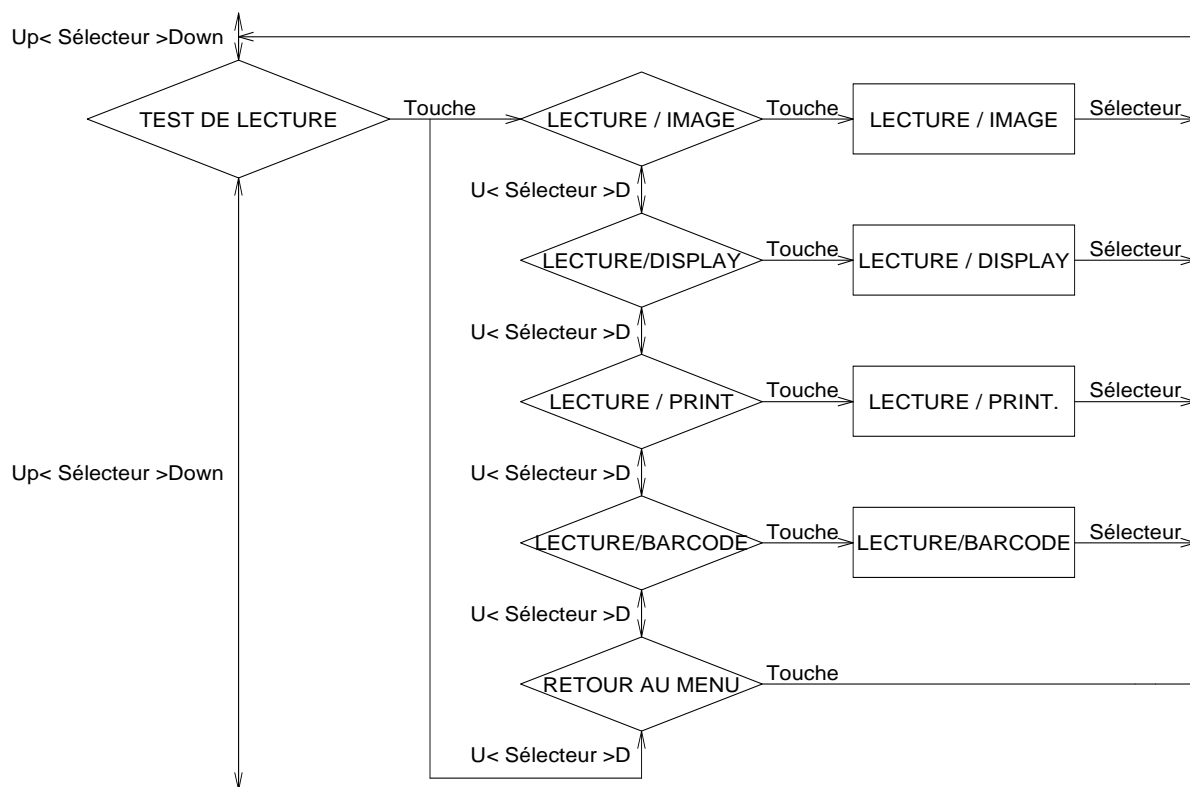 Up< Sélecteur >Down
TEST DE LECTURE
Touche
LECTURE / IMAGE
Touche
LECTURE / IMAGE
Sélecteur
U< Sélecteur >D
LECTURE/DISPLAY
Touche
LECTURE / DISPLAY
Sélecteur
U< Sélecteur >D
LECTURE / PRINT
Touche
LECTURE / PRINT.
Sélecteur
Up< Sélecteur >Down
U< Sélecteur >D
LECTURE/BARCODE
Touche
LECTURE/BARCODE
Sélecteur
U< Sélecteur >D
RETOUR AU MENU
Touche
U< Sélecteur >D